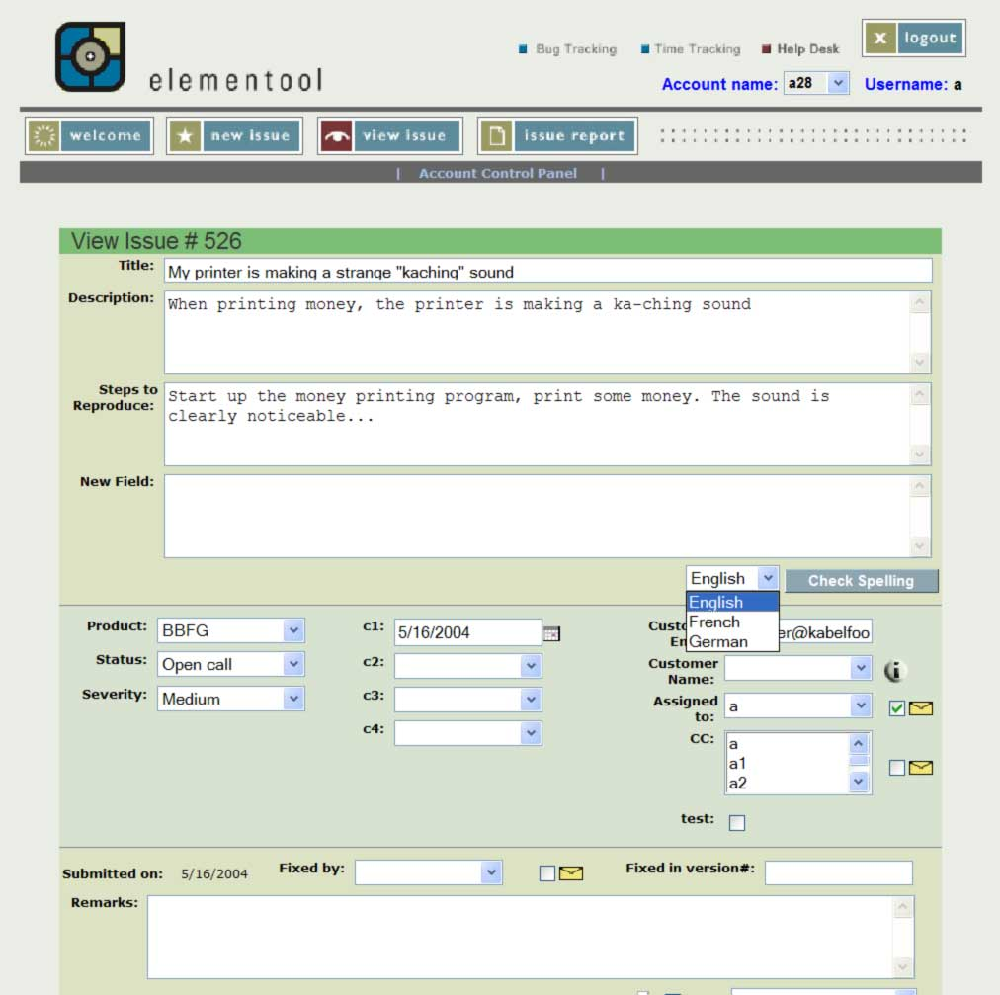 Bug Tracking Time Tracking Help Desk x logout
elementool
Account name: a28 Username: a
welcome new issue view issue issue report
| Account Control Panel |
View Issue # 526
Title: My printer is making a strange "kaching" sound
Description: When printing money, the printer is making a ka-ching sound
Steps to Reproduce: Start up the money printing program, print some money. The sound is
clearly noticeable...
New Field:
English Check Spelling
English
French
German
Product: BBFG c1: 5/16/2004 er@kabelfoo
Status: Open call c2: Customer Name:
Severity: Medium c3: Assigned to: a
c4: CC: a
a1
a2
test:
Submitted on: 5/16/2004 Fixed by: Fixed in version#:
Remarks: